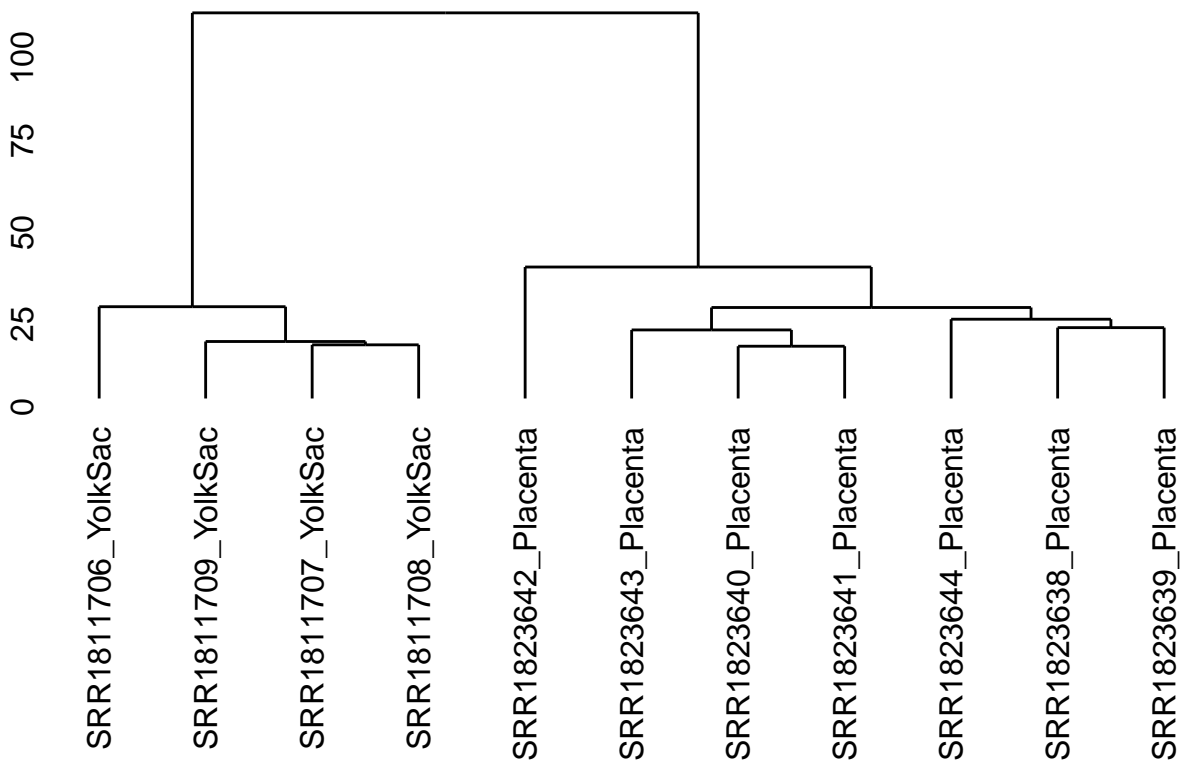 100
75
50
25
0
SRR1811706_YolkSac
SRR1811709_YolkSac
SRR1811707_YolkSac
SRR1811708_YolkSac
SRR1823642_Placenta
SRR1823643_Placenta
SRR1823640_Placenta
SRR1823641_Placenta
SRR1823644_Placenta
SRR1823638_Placenta
SRR1823639_Placenta